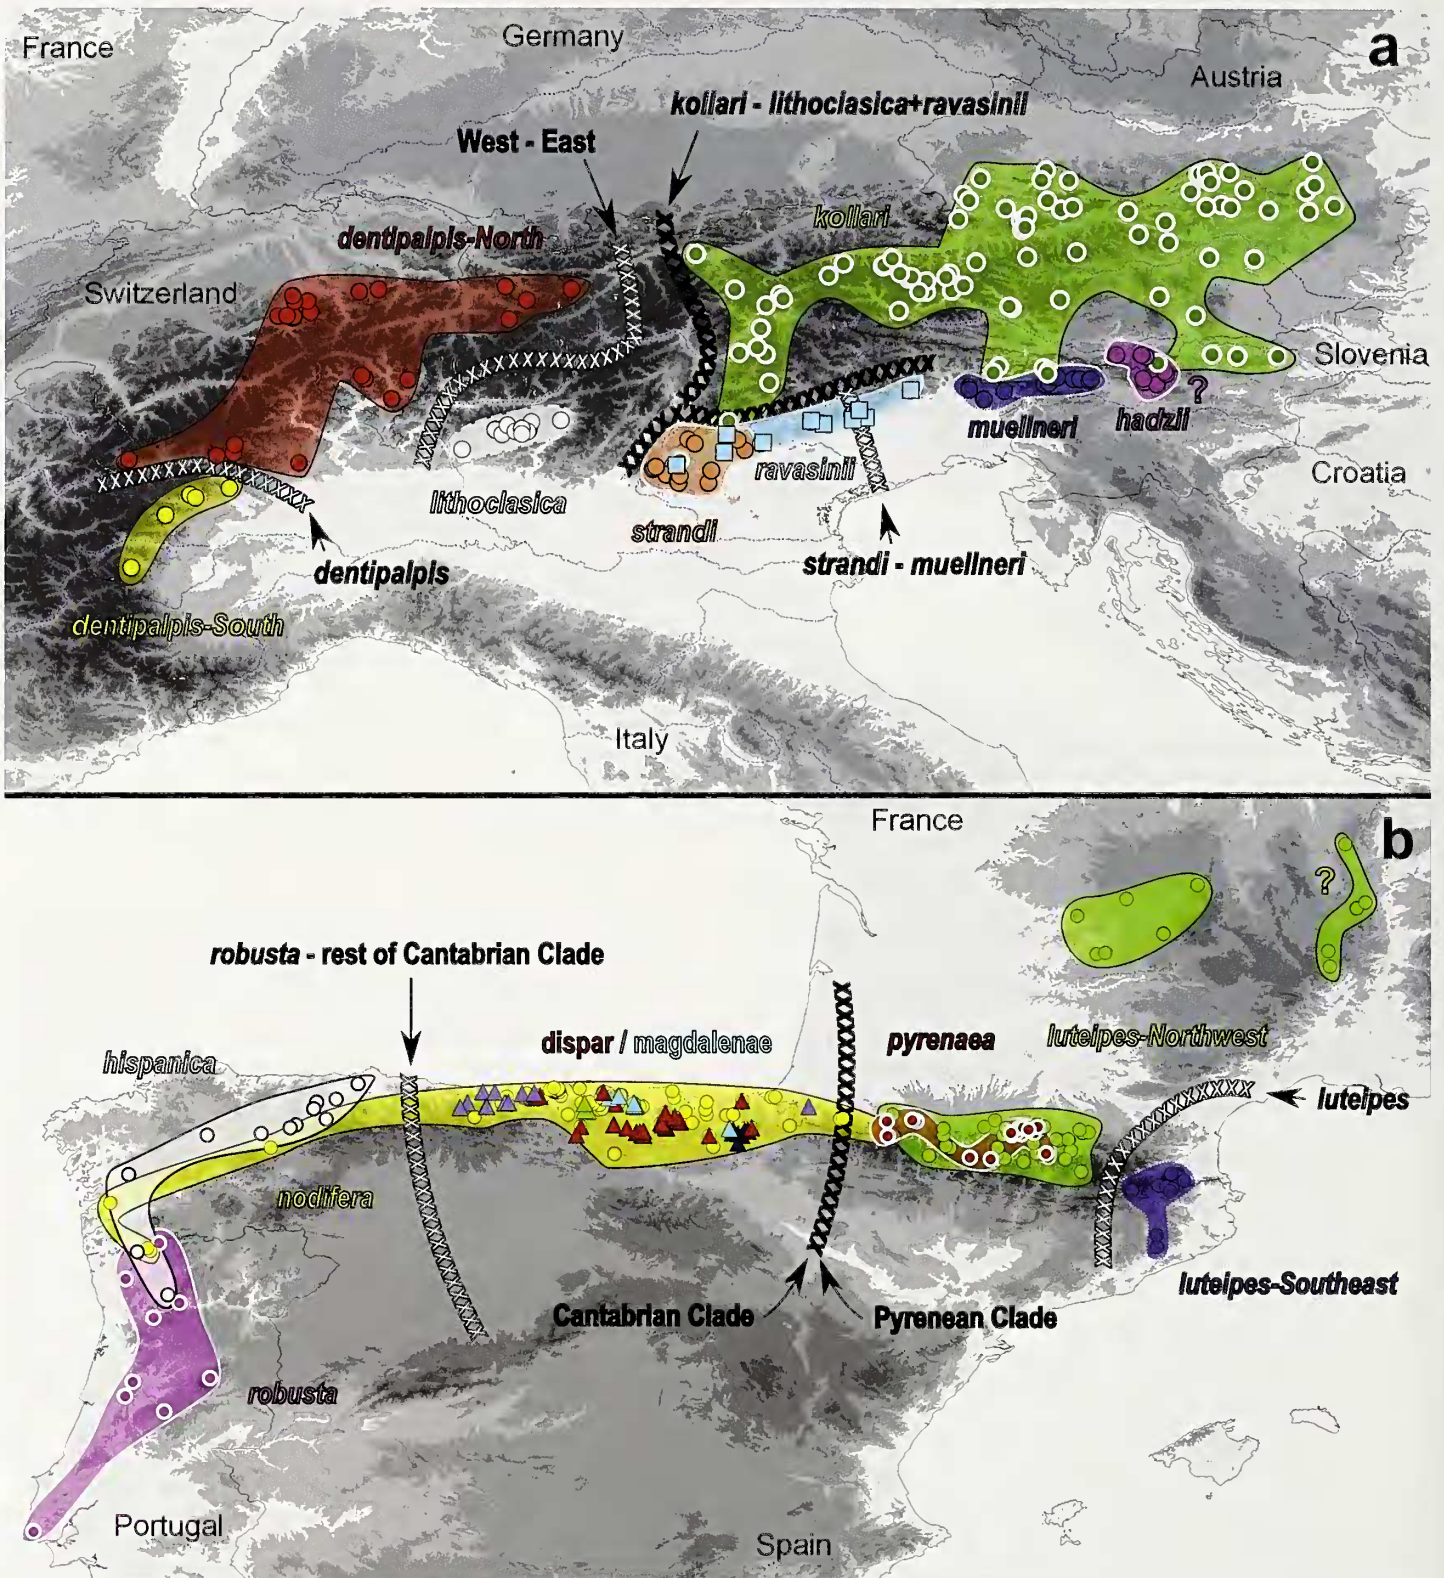 France
Germany
a
Austria
kollari - lithoclasica+ravasinii
West - East
kollari
dentipalpis-North
Switzerland
Slovenia
?
muellneri
hadzii
ravasinii
Croatia
lithoclasica
strandi
strandi - muellneri
dentipalpis
dentipalpis-South
Italy
France
b
?
robusta - rest of Cantabrian Clade
dispar / magdalenae
pyrenaea
luteipes-Northwest
hispanica
luteipes
nodifera
luteipes-Southeast
Cantabrian Clade
Pyrenean Clade
robusta
Portugal
Spain